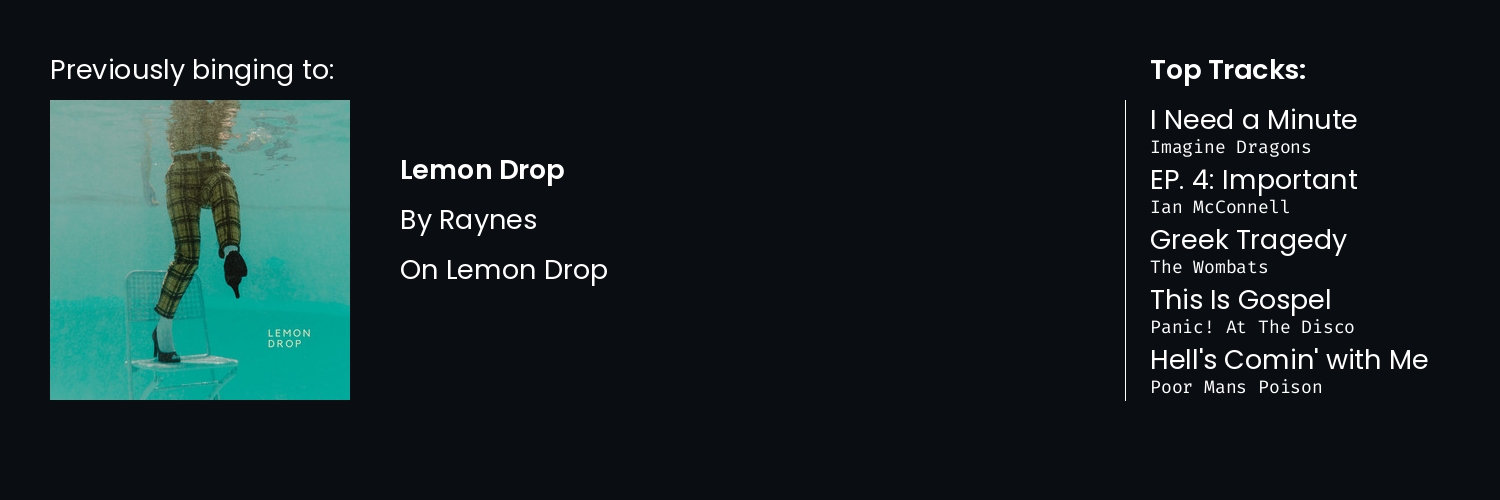 Previously binging to:
LEMON
DROP
Lemon Drop
By Raynes
On Lemon Drop
Top Tracks:
I Need a Minute
Imagine Dragons
EP. 4: Important
Ian McConnell
Greek Tragedy
The Wombats
This Is Gospel
Panic! At The Disco
Hell's Comin' with Me
Poor Mans Poison